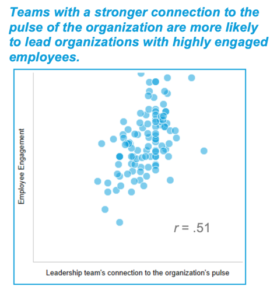 Teams with a stronger connection to the
pulse of the organization are more likely
to lead organizations with highly engaged
employees.
Employee Engagement
r = .51
Leadership team's connection to the organization's pulse